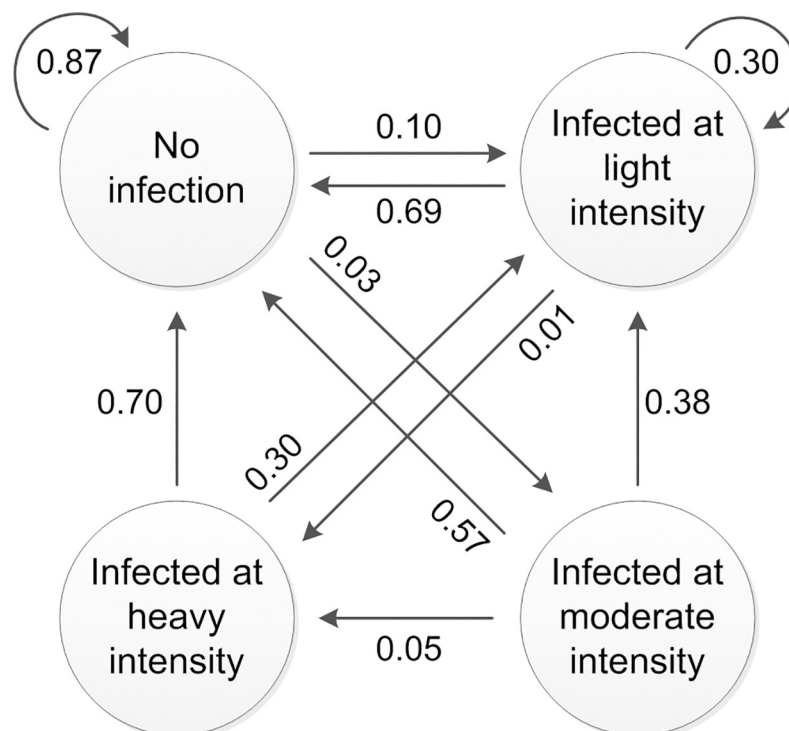 0.87
0.30
No
infection
0.10
Infected at
light
intensity
0.69
0.03
0.01
0.70
0.38
0.30
0.57
Infected at
heavy
intensity
0.05
Infected at
moderate
intensity